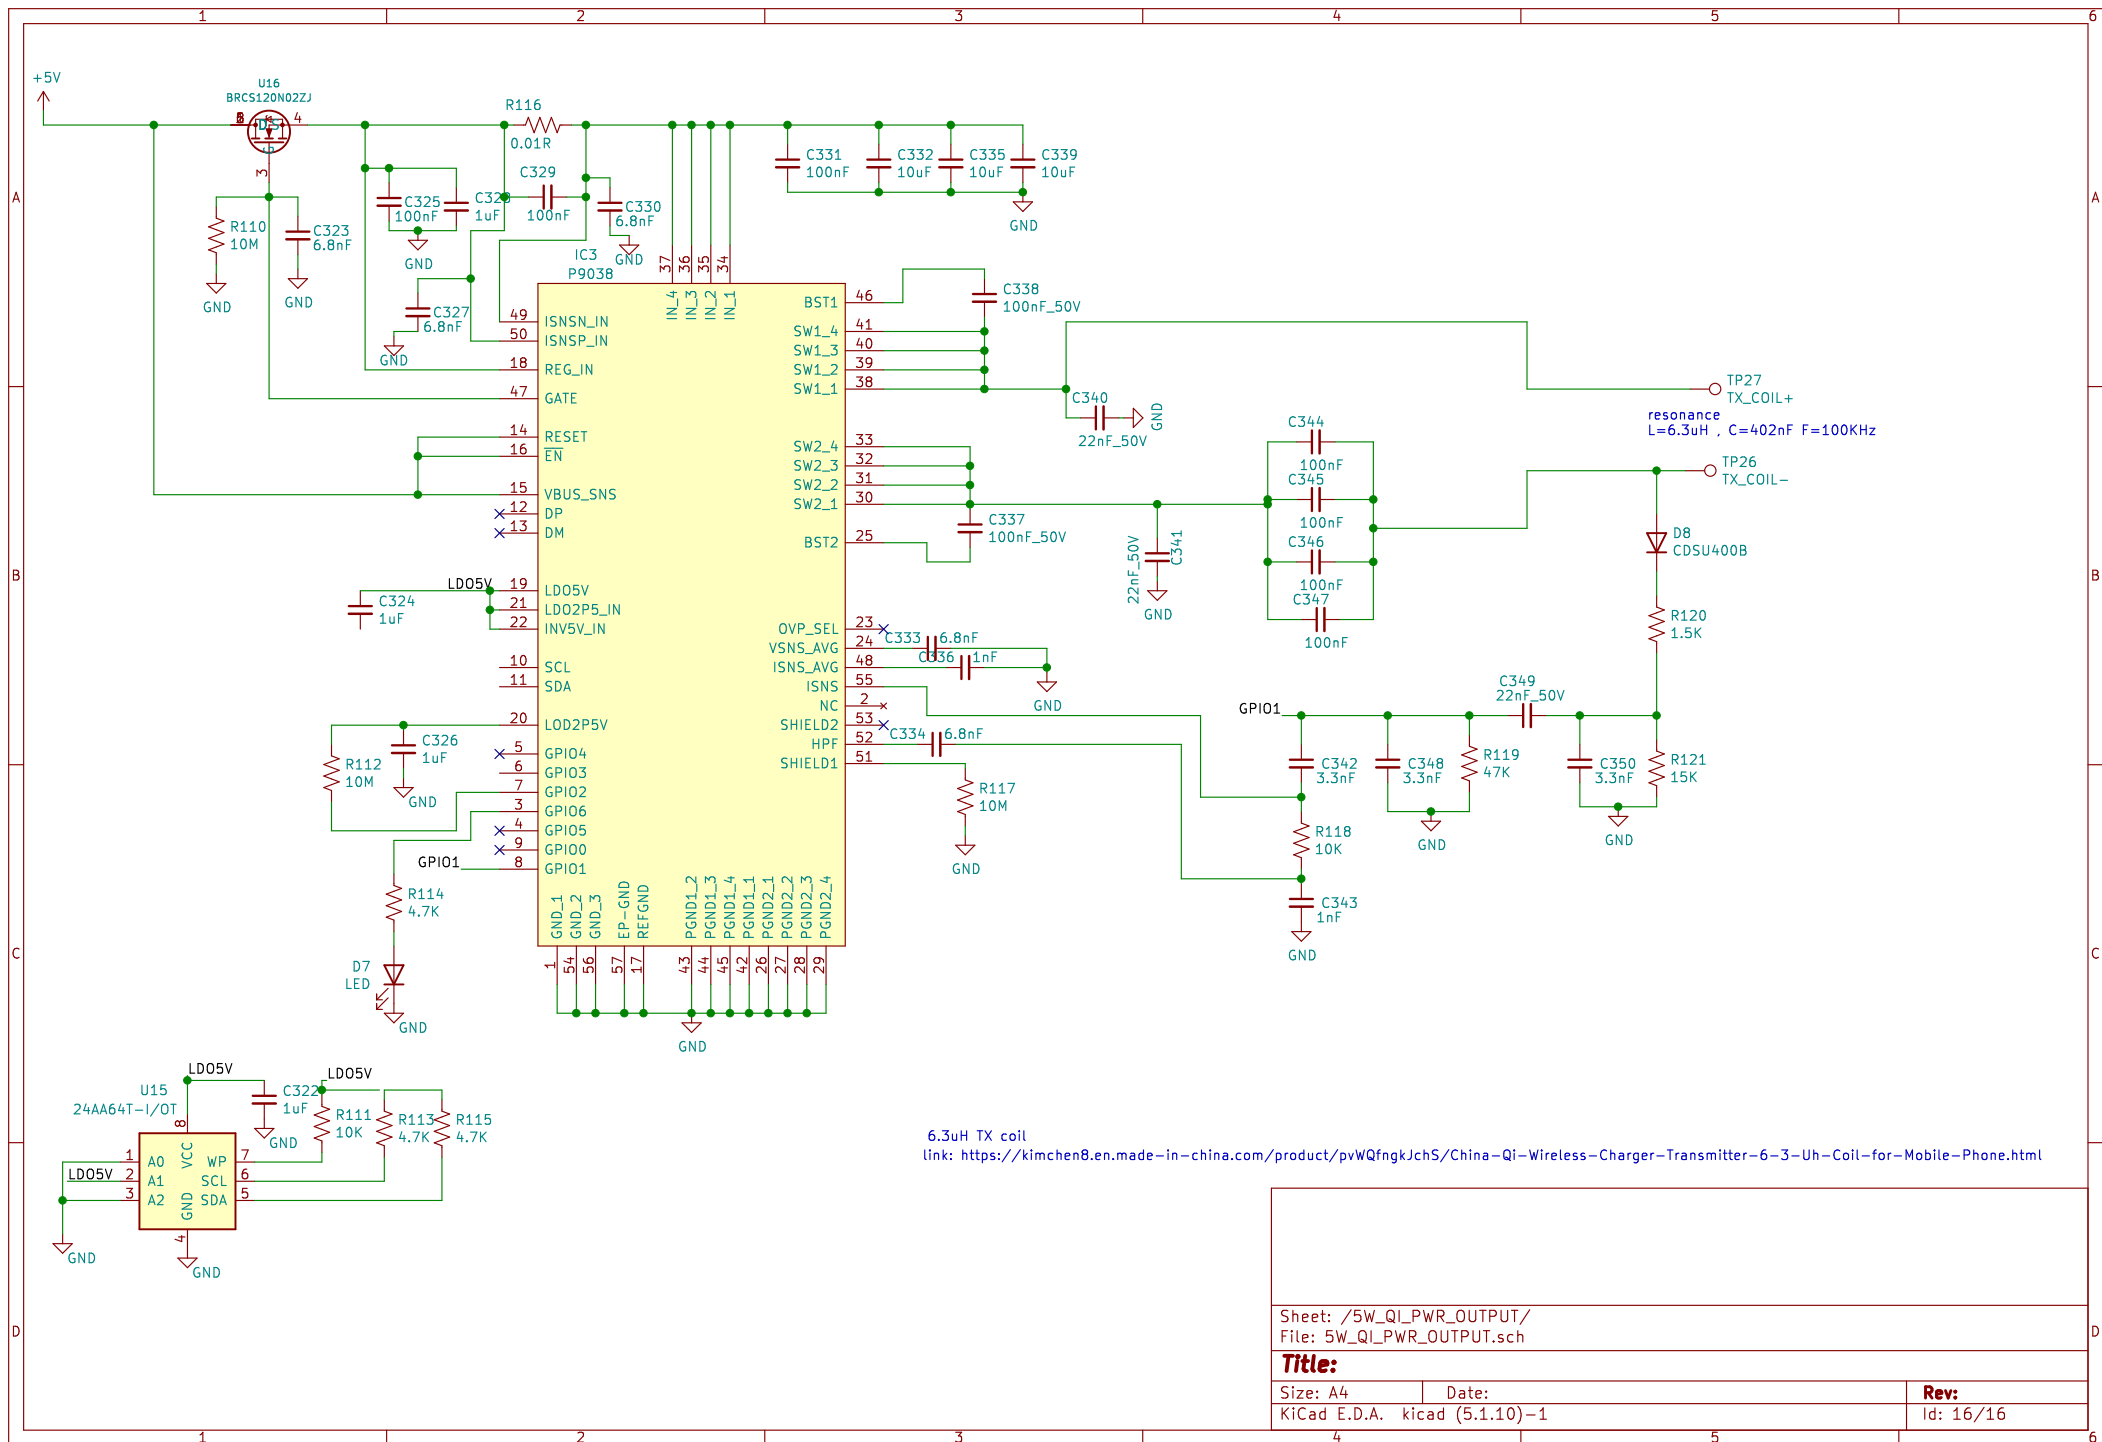 1 2 3 4 5 6
+5V
U16
BRCS120N02ZJ
4
3
R116
0.01R
C329
100nF
C325
100nF
1uF
GND
C330
6.8nF
GND
R110
10M
GND
C323
6.8nF
GND
C327
6.8nF
GND
C331
100nF
C332
10uF
C335
10uF
C339
10uF
GND
A
A
IC3
P9038
37 IN_4
36 IN_3
35 IN_2
34 IN_1
49 ISNSN_IN
50 ISNSP_IN
18 REG_IN
47 GATE
14 RESET
16 EN
15 VBUS_SNS
12 DP
13 DM
LDO5V
19 LDO5V
21 LDO2P5_IN
22 INV5V_IN
10 SCL
11 SDA
20 LOD2P5V
5 GPIO4
6 GPIO3
7 GPIO2
3 GPIO6
4 GPIO5
9 GPIO0
GPIO1
8 GPIO1
BST1 46
SW1_4 41
SW1_3 40
SW1_2 39
SW1_1 38
SW2_4 33
SW2_3 32
SW2_2 31
SW2_1 30
BST2 25
OVP_SEL 23
VSNS_AVG 24
ISNS_AVG 48
ISNS 55
NC 2
SHIELD2 53
HPF 52
SHIELD1 51
GND_1 1
GND_2 54
GND_3 56
EP-GND 57
REFGND 17
PGND1_2 43
PGND1_3 44
PGND1_4 45
PGND1_1 42
PGND2_1 26
PGND2_2 27
PGND2_3 28
PGND2_4 29
GND
C338
100nF_50V
C340
22nF_50V
GND
TP27
TX_COIL+
resonance
L=6.3uH , C=402nF F=100KHz
TP26
TX_COIL-
C337
100nF_50V
22nF_50V
C341
GND
C344
100nF
C345
100nF
C346
100nF
C347
100nF
D8
CDSU400B
R120
1.5K
B
B
C324
1uF
C333 6.8nF
C336 1nF
GND
C334 6.8nF
R117
10M
GND
GPIO1
C342
3.3nF
C348
3.3nF
R119
47K
C349
22nF_50V
C350
3.3nF
R121
15K
GND
GND
R118
10K
C343
1nF
GND
R112
10M
C326
1uF
GND
R114
4.7K
D7
LED
GND
C
C
LDO5V
U15
24AA64T-I/OT
C322
1uF
GND
LDO5V
R111
10K
R113
4.7K
R115
4.7K
8
VCC
1 A0
LDO5V
2 A1
3 A2
WP 7
SCL 6
SDA 5
GND
4
GND
GND
6.3uH TX coil
link: https://kimchen8.en.made-in-china.com/product/pvWQfngkJchS/China-Qi-Wireless-Charger-Transmitter-6-3-Uh-Coil-for-Mobile-Phone.html
D
D
Sheet: /5W_QI_PWR_OUTPUT/
File: 5W_QI_PWR_OUTPUT.sch
Title:
Size: A4 Date: Rev:
KiCad E.D.A. kicad (5.1.10)-1 Id: 16/16
1 2 3 4 5 6